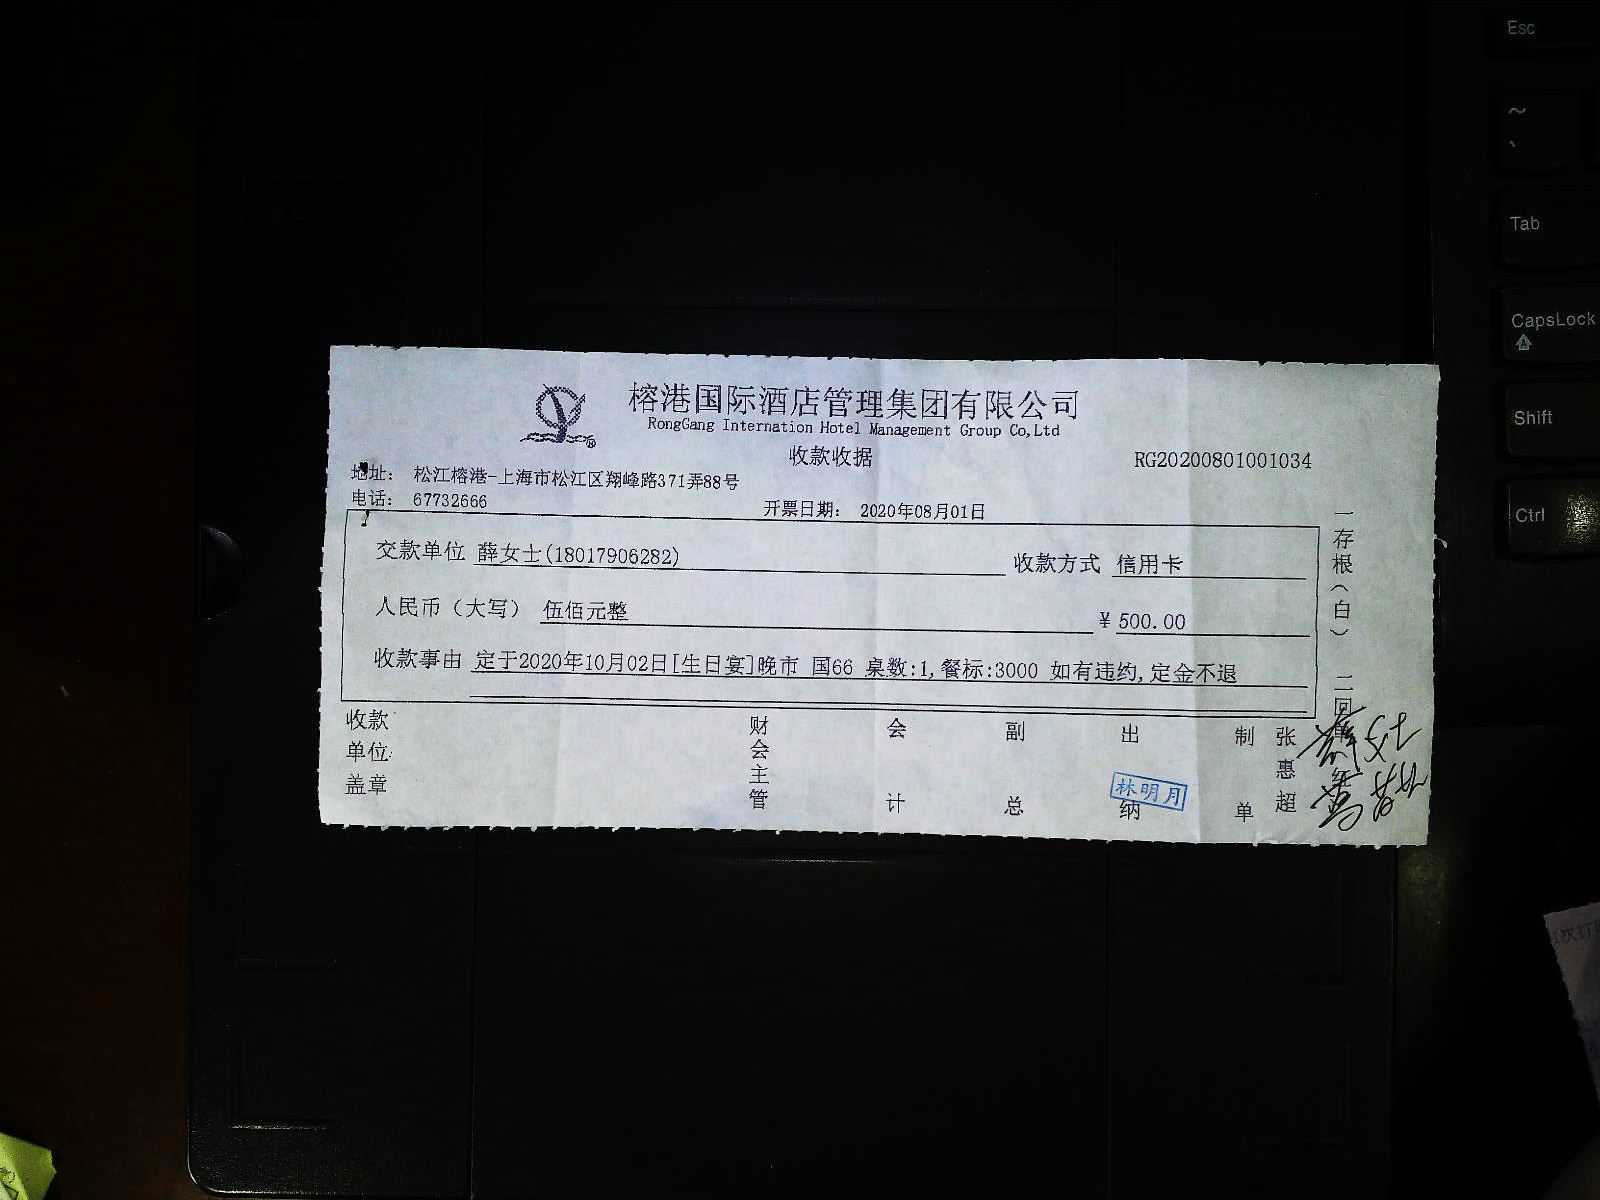 榕港国际酒店管理集团有限公司
RongGang Internation Hotel Management Group Co,Ltd
收款收据
RG20200801001034
地址： 松江榕港-上海市松江区翔峰路371弄88号
电话： 67732666
开票日期： 2020年08月01日
交款单位 薛女士(18017906282) 收款方式 信用卡
人民币（大写） 伍佰元整 ¥ 500.00
收款事由 定于2020年10月02日[生日宴]晚市 国66 桌数:1,餐标:3000 如有违约,定金不退
收款单位盖章
财会主管
会计
副总
出纳
林明月
制单
张惠超
一存根（白）
二回
Esc
~
Tab
CapsLock
Shift
Ctrl